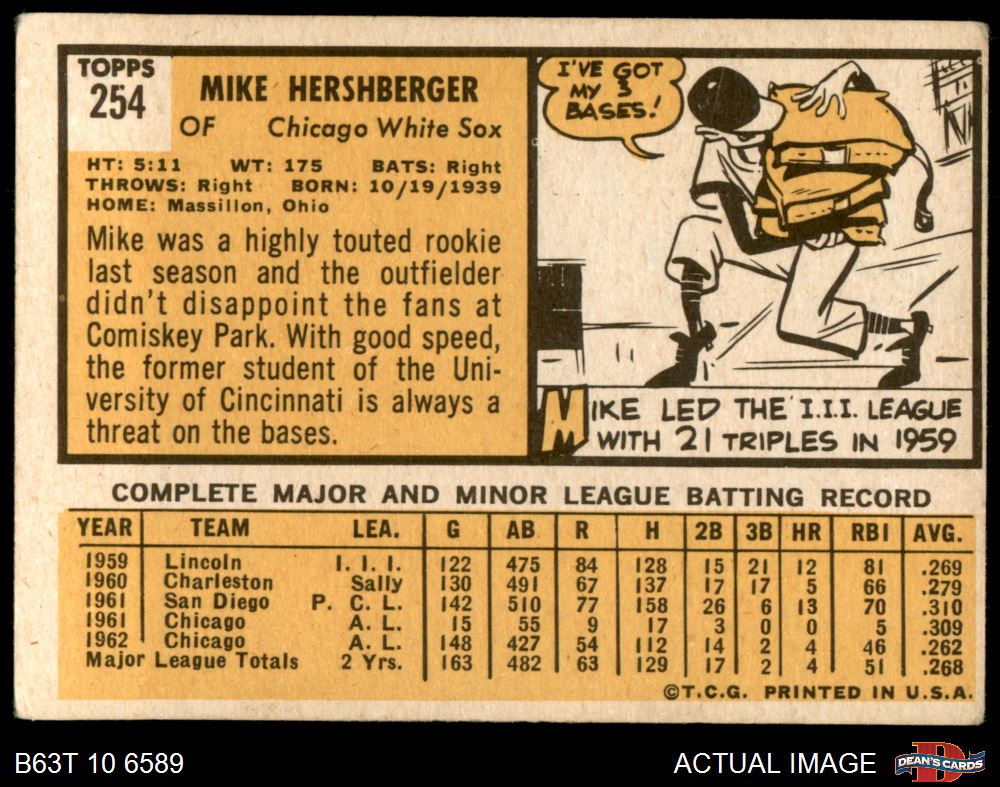 TOPPS
254
MIKE HERSHBERGER
OF Chicago White Sox
HT: 5:11 WT: 175 BATS: Right
THROWS: Right BORN: 10/19/1939
HOME: Massillon, Ohio
Mike was a highly touted rookie
last season and the outfielder
didn't disappoint the fans at
Comiskey Park. With good speed,
the former student of the Uni-
versity of Cincinnati is always a
threat on the bases.
I'VE GOT
MY 3
BASES!
MIKE LED THE I.I.I. LEAGUE
WITH 21 TRIPLES IN 1959
COMPLETE MAJOR AND MINOR LEAGUE BATTING RECORD
YEAR TEAM LEA. G AB R H 2B 3B HR RBI AVG.
1959 Lincoln I. I. I. 122 475 84 128 15 21 12 81 .269
1960 Charleston Sally 130 491 67 137 17 17 5 66 .279
1961 San Diego P. C. L. 142 510 77 158 26 6 13 70 .310
1961 Chicago A. L. 15 55 9 17 3 0 0 5 .309
1962 Chicago A. L. 148 427 54 112 14 2 4 46 .262
Major League Totals 2 Yrs. 163 482 63 129 17 2 4 51 .268
©T.C.G. PRINTED IN U.S.A.
B63T 10 6589
ACTUAL IMAGE
DEAN'S CARDS